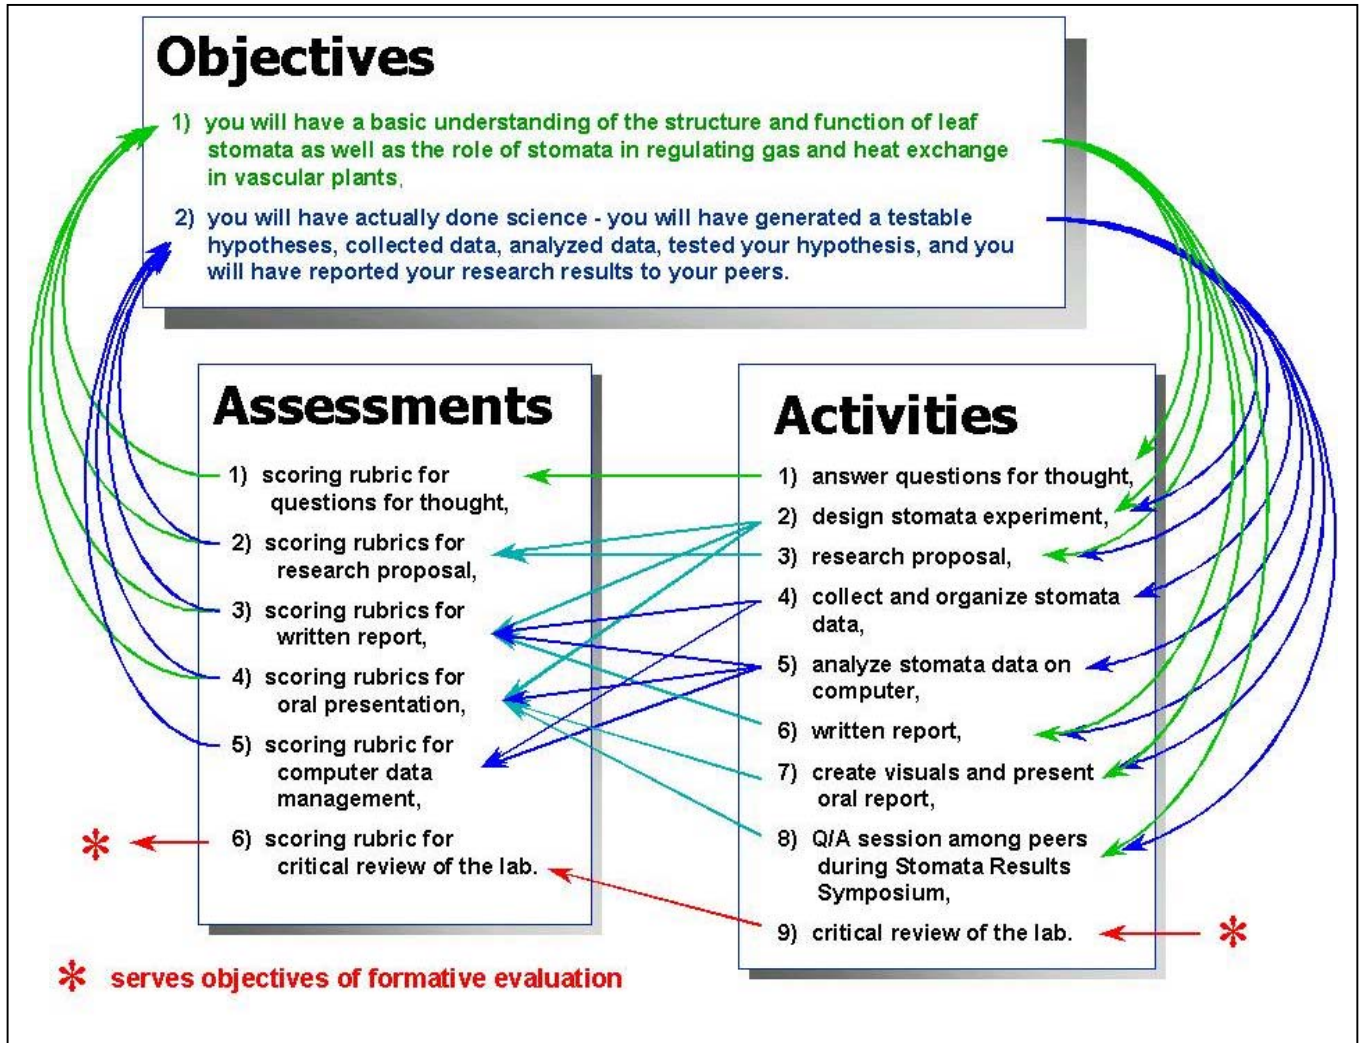 Objectives
1) you will have a basic understanding of the structure and function of leaf
stomata as well as the role of stomata in regulating gas and heat exchange
in vascular plants,
2) you will have actually done science - you will have generated a testable
hypotheses, collected data, analyzed data, tested your hypothesis, and you
will have reported your research results to your peers.
Assessments
1) scoring rubric for
questions for thought,
2) scoring rubrics for
research proposal,
3) scoring rubrics for
written report,
4) scoring rubrics for
oral presentation,
5) scoring rubric for
computer data
management,
6) scoring rubric for
critical review of the lab.
Activities
1) answer questions for thought,
2) design stomata experiment,
3) research proposal,
4) collect and organize stomata
data,
5) analyze stomata data on
computer,
6) written report,
7) create visuals and present
oral report,
8) Q/A session among peers
during Stomata Results
Symposium,
9) critical review of the lab.
*
*
* serves objectives of formative evaluation